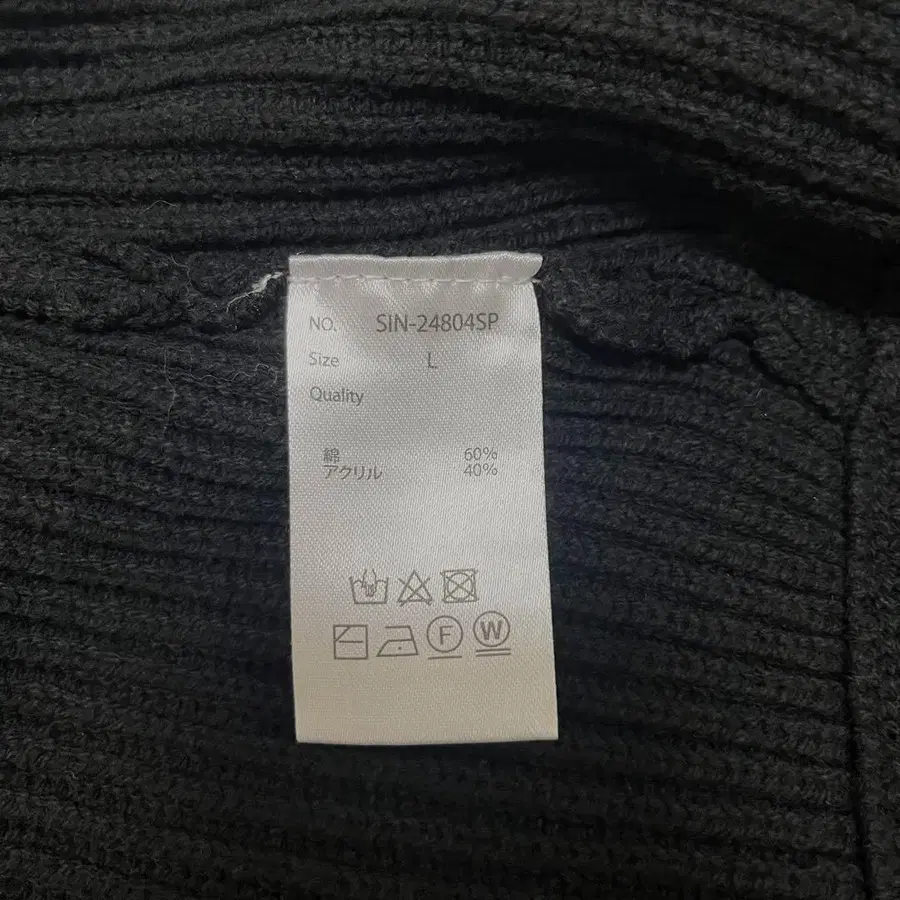 NO. SiN-24804SP
Size L
Quality
綿 60%
アクリル 40%
F W